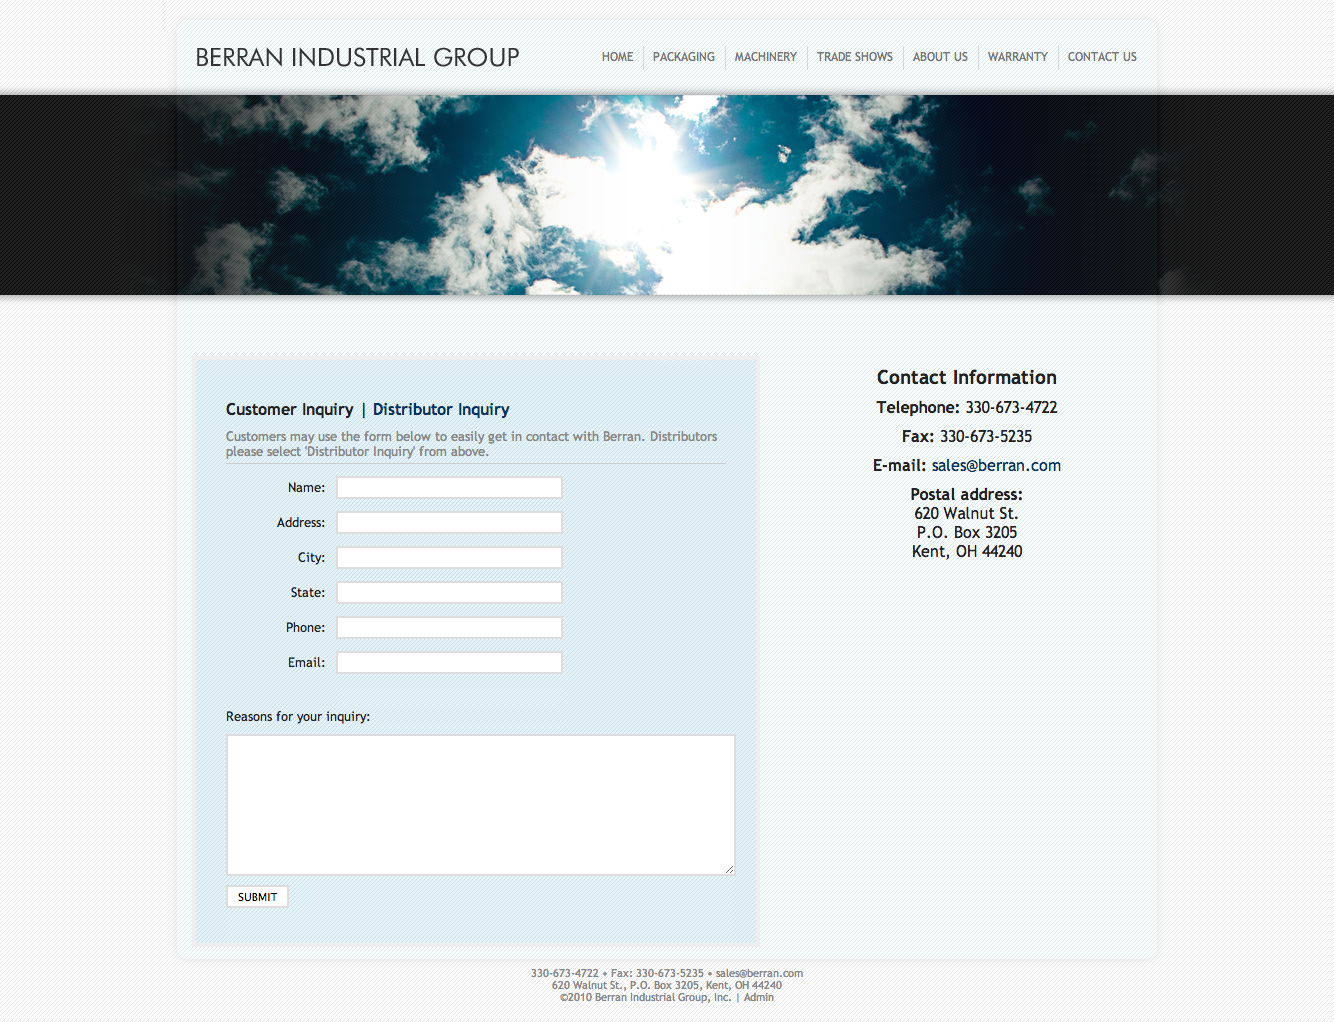 BERRAN INDUSTRIAL GROUP
HOME
PACKAGING
MACHINERY
TRADE SHOWS
ABOUT US
WARRANTY
CONTACT US
Customer Inquiry | Distributor Inquiry
Customers may use the form below to easily get in contact with Berran. Distributors
please select 'Distributor Inquiry' from above.
Name:
Address:
City:
State:
Phone:
Email:
Reasons for your inquiry:
SUBMIT
Contact Information
Telephone: 330-673-4722
Fax: 330-673-5235
E-mail: sales@berran.com
Postal address:
620 Walnut St.
P.O. Box 3205
Kent, OH 44240
330-673-4722 • Fax: 330-673-5235 • sales@berran.com
620 Walnut St., P.O. Box 3205, Kent, OH 44240
©2010 Berran Industrial Group, Inc. | Admin